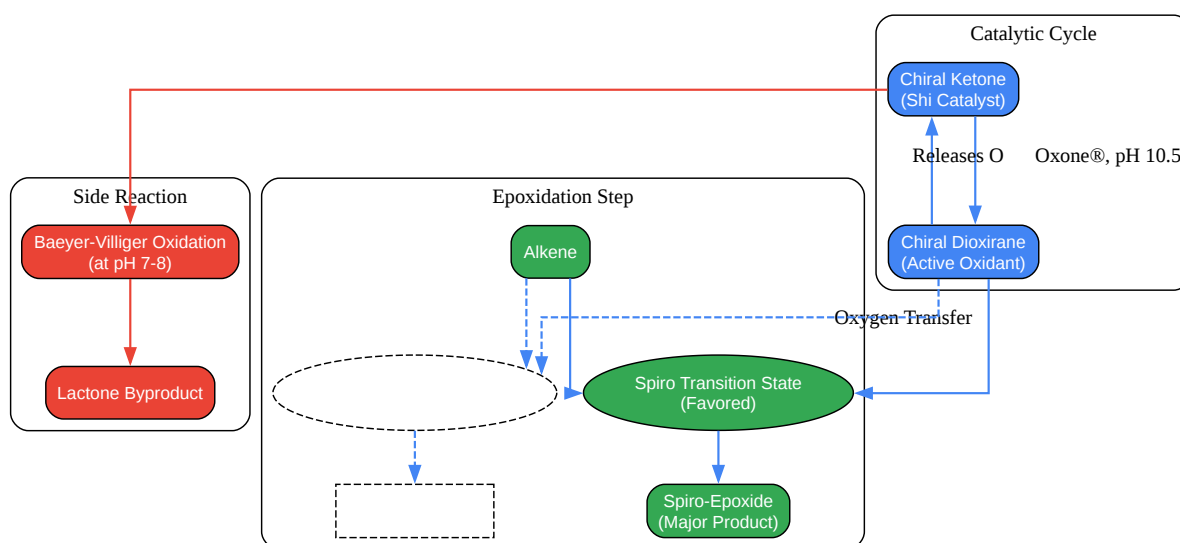 Catalytic Cycle
Chiral Ketone
(Shi Catalyst)
Releases O
Oxone®, pH 10.5
Side Reaction
Epoxidation Step
Baeyer-Villiger Oxidation
(at pH 7-8)
Alkene
Chiral Dioxirane
(Active Oxidant)
Oxygen Transfer
Lactone Byproduct
Spiro Transition State
(Favored)
Spiro-Epoxide
(Major Product)